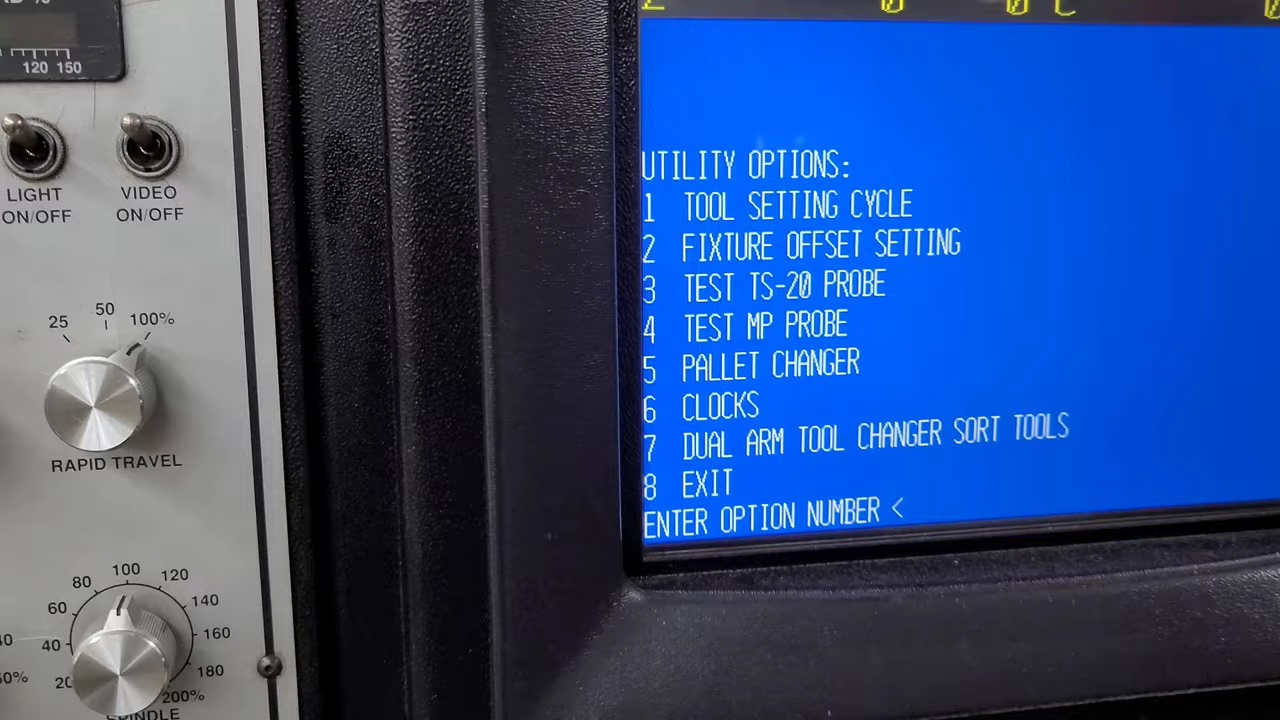 120 150
LIGHT
ON/OFF
VIDEO
ON/OFF
25 50 100%
RAPID TRAVEL
40 60 80 100 120 140 160 180 200%
UTILITY OPTIONS:
1 TOOL SETTING CYCLE
2 FIXTURE OFFSET SETTING
3 TEST TS-20 PROBE
4 TEST MP PROBE
5 PALLET CHANGER
6 CLOCKS
7 DUAL ARM TOOL CHANGER SORT TOOLS
8 EXIT
ENTER OPTION NUMBER <